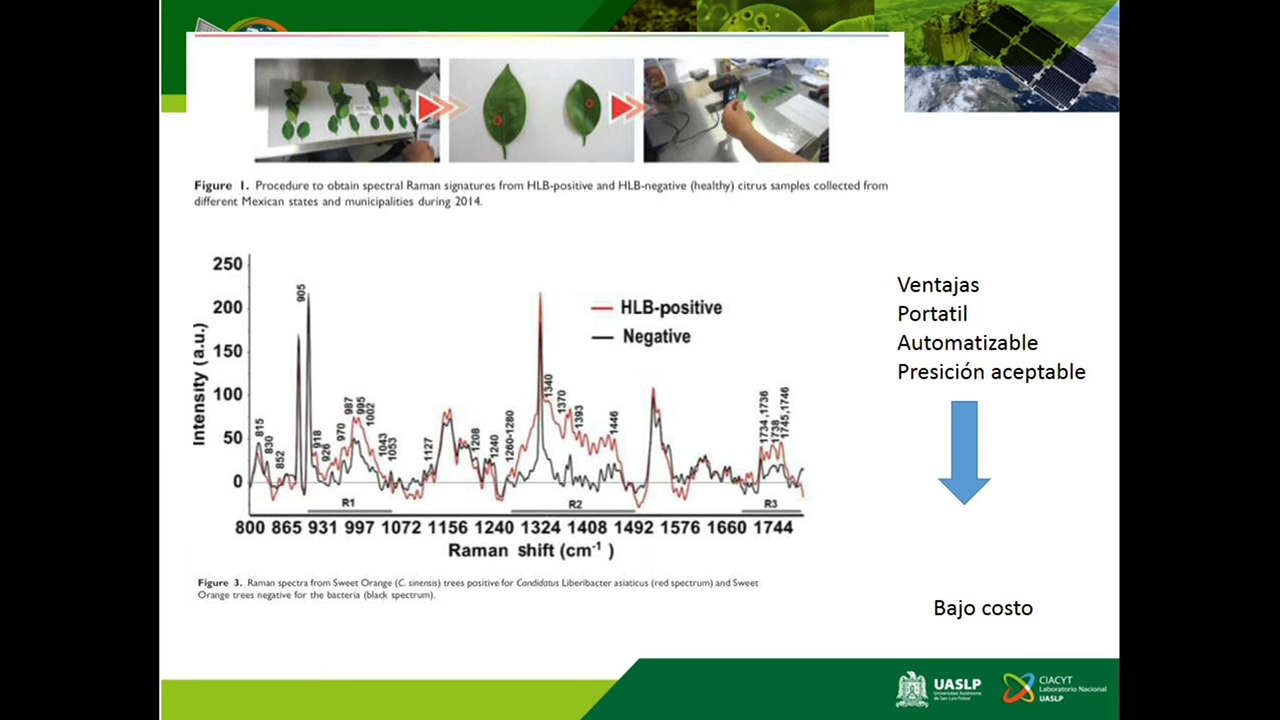 Figure 1. Procedure to obtain spectral Raman signatures from HLB-positive and HLB-negative (healthy) citrus samples collected from
different Mexican states and municipalities during 2014.
250
200
150
100
50
0
Intensity (a.u.)
HLB-positive
Negative
815
830
852
905
918
926
970
987
995
1002
1043
1053
1127
1208
1240
1260-1280
1340
1370
1393
1446
1734,1736
1738
1745,1746
R1
R2
R3
800 865 931 997 1072 1156 1240 1324 1408 1492 1576 1660 1744
Raman shift (cm-1 )
Figure 3. Raman spectra from Sweet Orange (C. sinensis) trees positive for Candidatus Liberibacter asiaticus (red spectrum) and Sweet
Orange trees negative for the bacteria (black spectrum).
Ventajas
Portatil
Automatizable
Presición aceptable
Bajo costo
UASLP
Universidad Autónoma
de San Luis Potosí
CIACYT
Laboratorio Nacional
UASLP